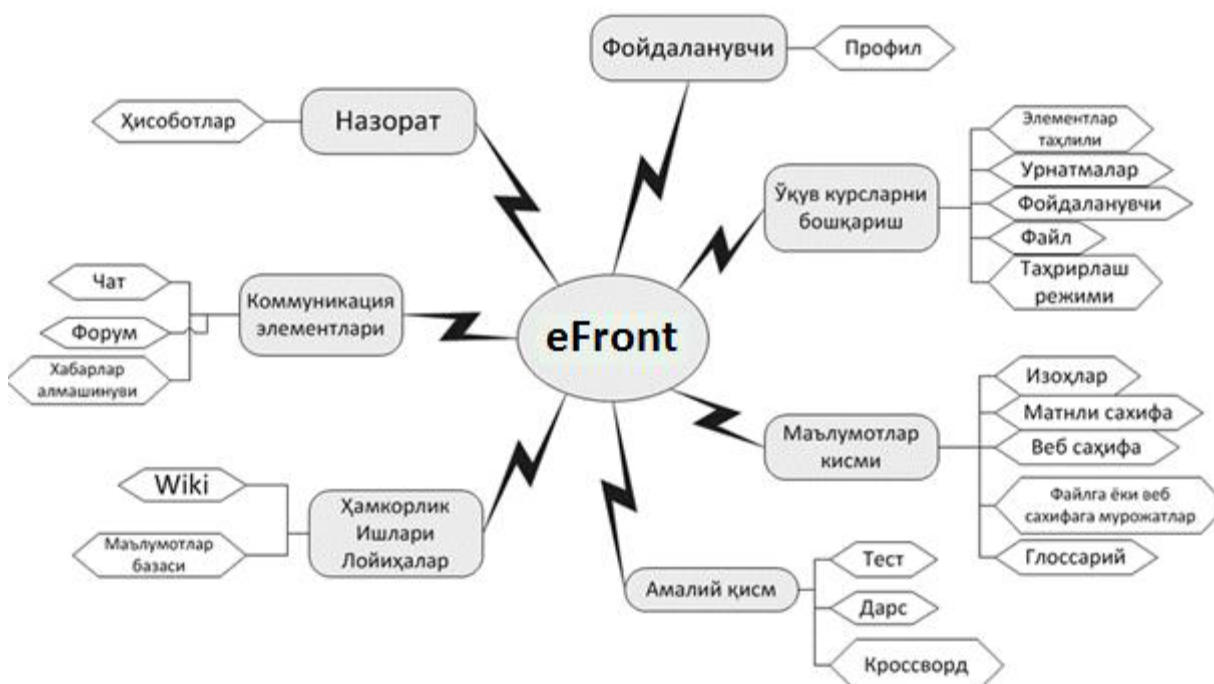 Фойдаланувчи
Профил
Назорат
Ҳисоботлар
Ўқув курсларни
бошқариш
Элементлар
таҳлили
Урнатмалар
Фойдаланувчи
Файл
Таҳрирлаш
режими
Коммуникация
элементлари
Чат
Форум
Хабарлар
алмашинуви
eFront
Маълумотлар
кисми
Изоҳлар
Матнли сахифа
Веб саҳифа
Файлга ёки веб
сахифага мурожатлар
Глоссарий
Ҳамкорлик
Ишлари
Лойиҳалар
Wiki
Маълумотлар
базаси
Амалий қисм
Тест
Дарс
Кроссворд